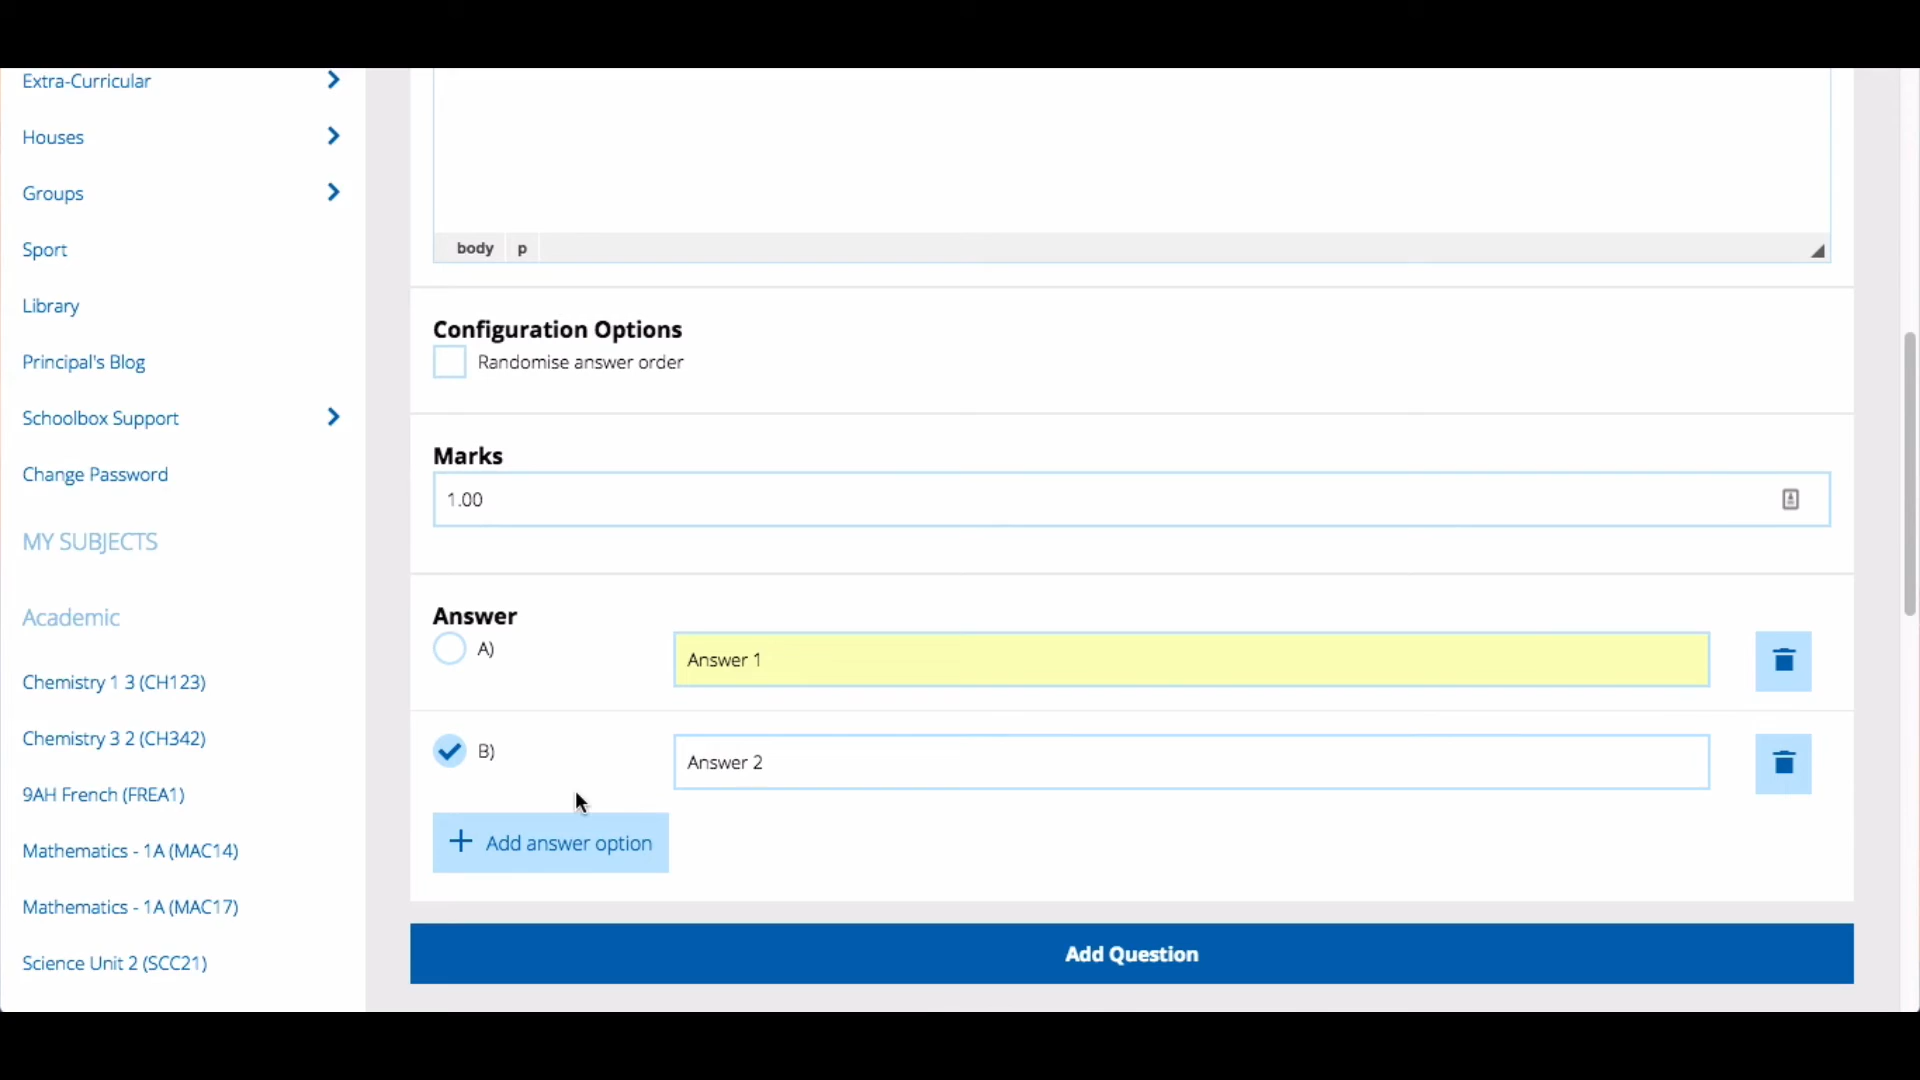 Extra-Curricular
Houses
Groups
Sport
Library
Principal's Blog
Schoolbox Support
Change Password
MY SUBJECTS
Academic
Chemistry 1 3 (CH123)
Chemistry 3 2 (CH342)
9AH French (FREA1)
Mathematics - 1A (MAC14)
Mathematics - 1A (MAC17)
Science Unit 2 (SCC21)
body p
Configuration Options
Randomise answer order
Marks
1.00
Answer
A) Answer 1
B) Answer 2
+ Add answer option
Add Question